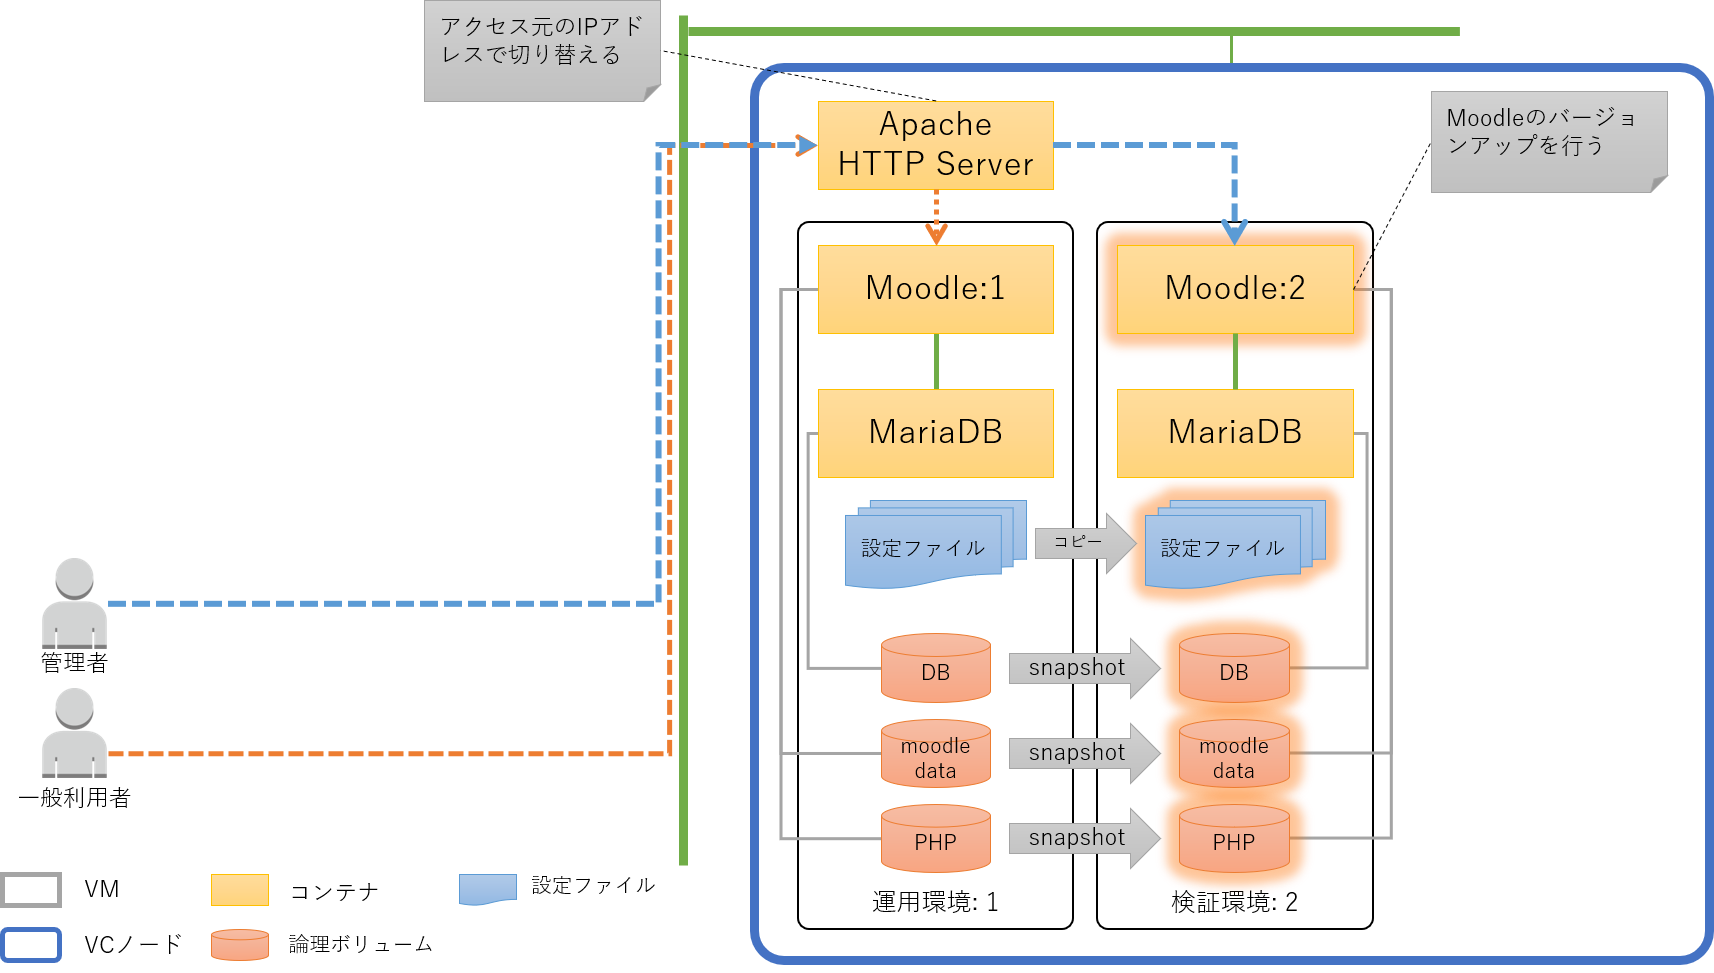 アクセス元のIPアド
レスで切り替える
Apache
HTTP Server
Moodleのバージョ
ンアップを行う
Moodle:1
Moodle:2
MariaDB
MariaDB
設定ファイル
コピー
設定ファイル
DB
snapshot
DB
moodle
data
snapshot
moodle
data
PHP
snapshot
PHP
運用環境: 1
検証環境: 2
管理者
一般利用者
VM
コンテナ
設定ファイル
VCノード
論理ボリューム